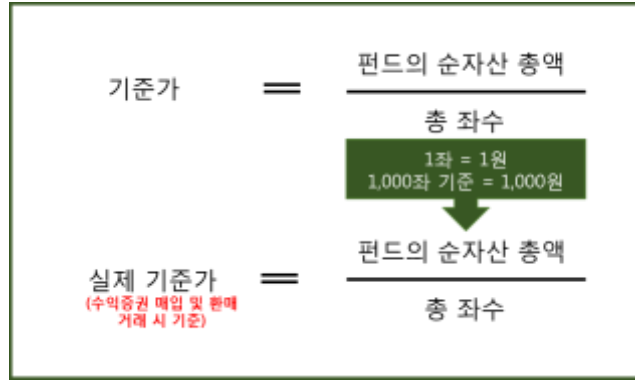 펀드의 순자산 총액
기준가 =
총 좌수
1좌 = 1원
1,000좌 기준 = 1,000원
펀드의 순자산 총액
실제 기준가 =
(수익증권 매입 및 환매
거래 시 기준)
총 좌수